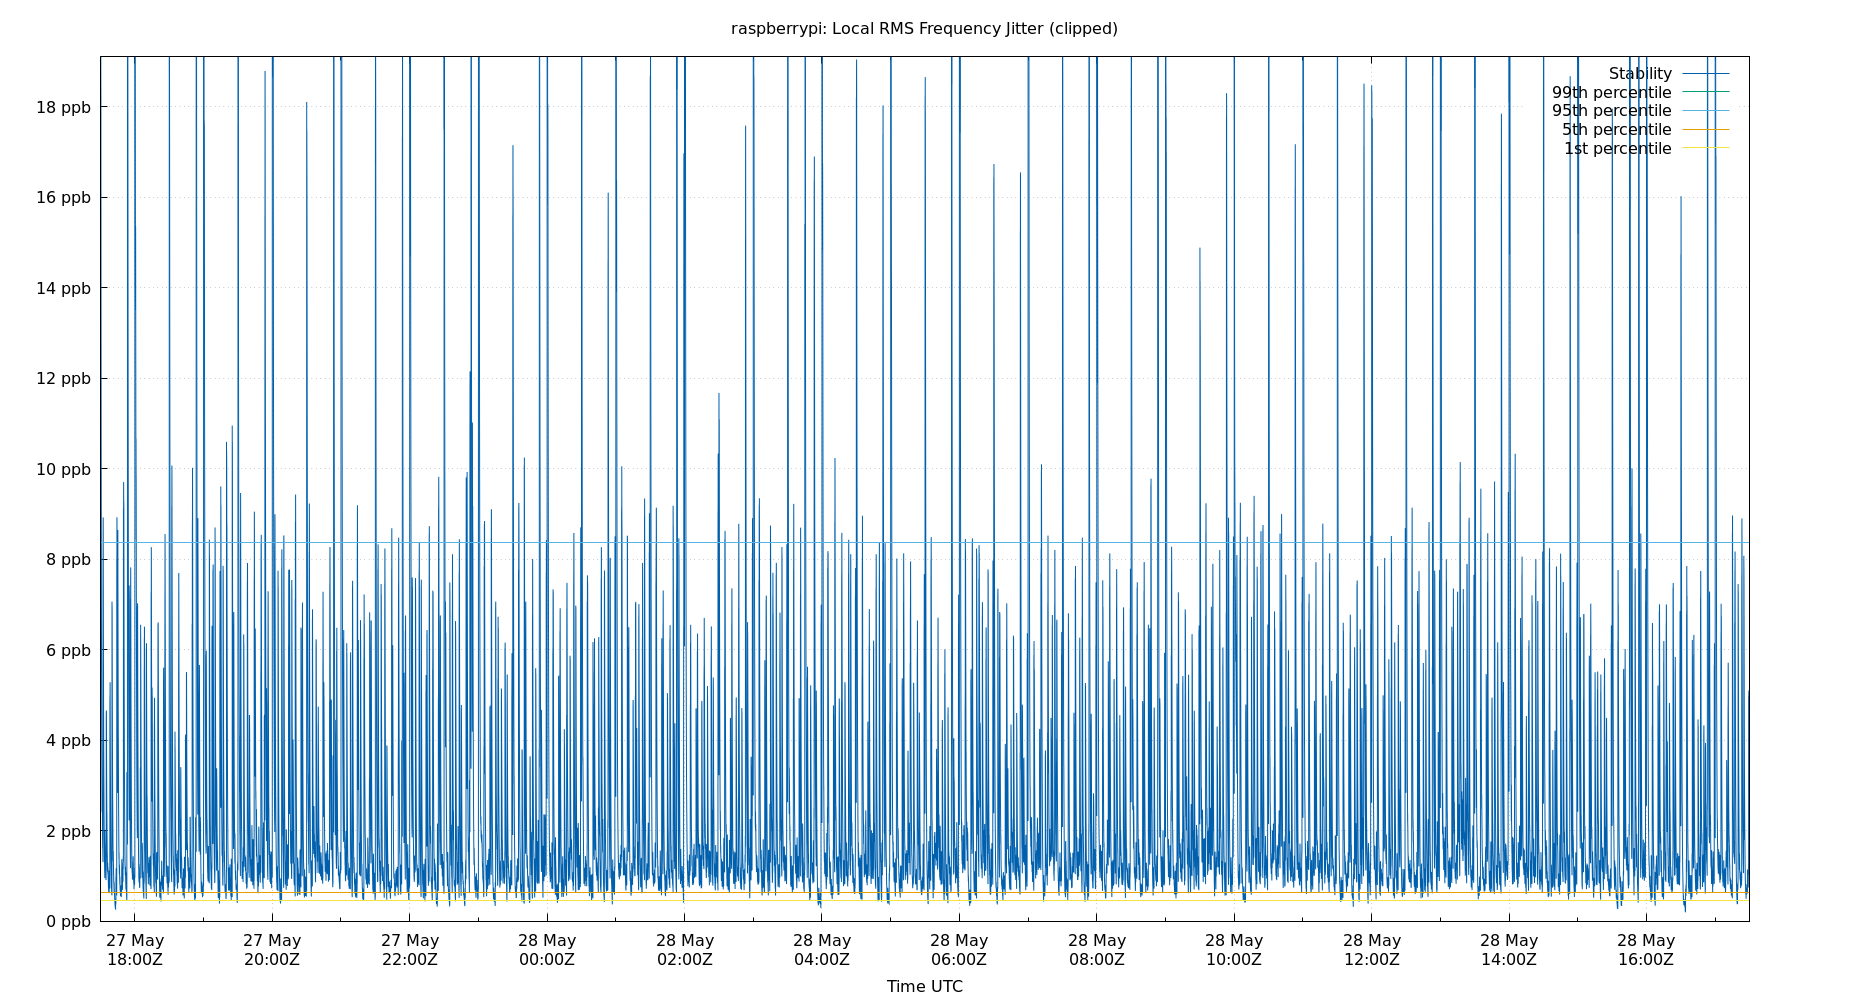 raspberrypi: Local RMS Frequency Jitter (clipped)
Stability
99th percentile
95th percentile
5th percentile
1st percentile
18 ppb
16 ppb
14 ppb
12 ppb
10 ppb
8 ppb
6 ppb
4 ppb
2 ppb
0 ppb
27 May 27 May 27 May 28 May 28 May 28 May 28 May 28 May 28 May 28 May 28 May 28 May
18:00Z 20:00Z 22:00Z 00:00Z 02:00Z 04:00Z 06:00Z 08:00Z 10:00Z 12:00Z 14:00Z 16:00Z
Time UTC